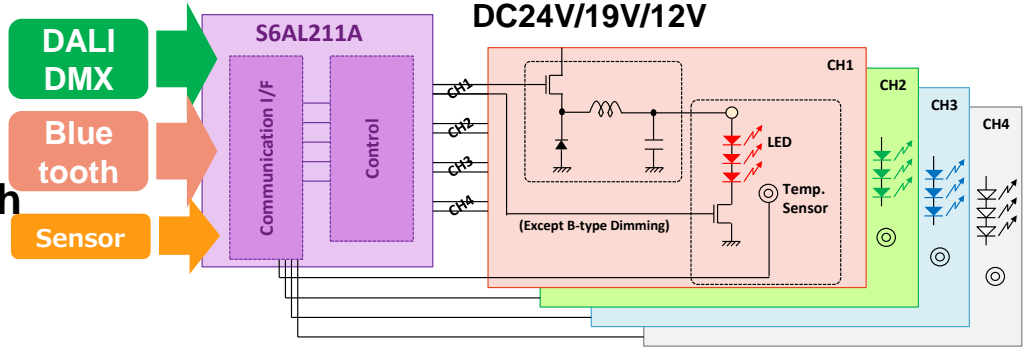 DC24V/19V/12V
DALI
DMX
Blue
tooth
h
Sensor
S6AL211A
Communication I/F
Control
CH1
CH2
CH3
CH4
CH1
LED
Temp.
Sensor
(Except B-type Dimming)
CH2
CH3
CH4